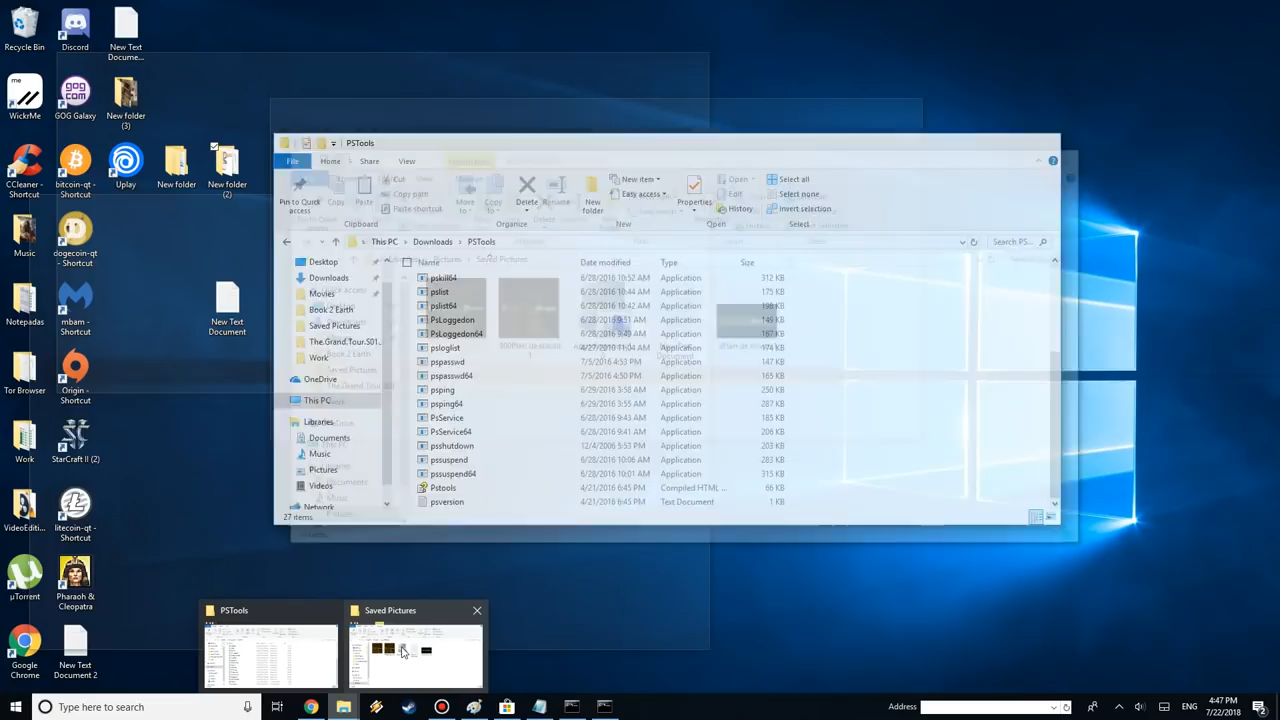 Recycle Bin
Discord
New Text
Docume...
WickrMe
GOG Galaxy
New folder
(3)
CCleaner -
Shortcut
bitcoin-qt -
Shortcut
Uplay
New folder
New folder
(2)
Music
dogecoin-qt
- Shortcut
Notepadas
mbam -
Shortcut
New Text
Document
Tor Browser
Origin -
Shortcut
Work
StarCraft II (2)
VideoEditi...
litecoin-qt -
Shortcut
µTorrent
Pharaoh &
Cleopatra
Google
Chrome
New Text
Document 2
PSTools
File Home Share View
Pin to Quick
access
Copy
Paste
Cut
Copy path
Paste shortcut
Move
to
Copy
to
Delete
Rename
New
folder
New item
Easy access
Properties
Open
Edit
History
Select all
Select none
Invert selection
Clipboard
Organize
New
Open
Select
This PC Downloads PSTools
Search PS...
Name Date modified Type Size
Desktop
Downloads
Movies
Book 2 Earth
Saved Pictures
The.Grand.Tour.S01...
Work
OneDrive
This PC
Libraries
Documents
Music
Pictures
Videos
Network
pskill64 6/28/2016 10:52 AM Application 312 KB
pslist 6/28/2016 10:44 AM Application 175 KB
pslist64 6/28/2016 10:42 AM Application 198 KB
PsLoggedon 6/28/2016 9:51 AM Application 149 KB
PsLoggedon64 6/28/2016 9:49 AM Application 167 KB
psloglist 4/27/2010 11:04 AM Application 174 KB
pspasswd 7/5/2016 4:53 PM Application 147 KB
pspasswd64 7/5/2016 4:50 PM Application 165 KB
psping 6/29/2016 3:58 AM Application 250 KB
psping64 6/29/2016 3:55 AM Application 287 KB
PsService 6/28/2016 9:43 AM Application 185 KB
PsService64 6/28/2016 9:41 AM Application 206 KB
psshutdown 12/4/2006 5:53 PM Application 203 KB
pssuspend 6/28/2016 10:06 AM Application 282 KB
pssuspend64 6/28/2016 10:01 AM Application 315 KB
Pstools 4/21/2016 6:45 PM Compiled HTML ... 66 KB
psversion 4/21/2016 6:45 PM Text Document 1 KB
27 items
PSTools
Saved Pictures
Type here to search
Address
4:47 PM
7/22/2018